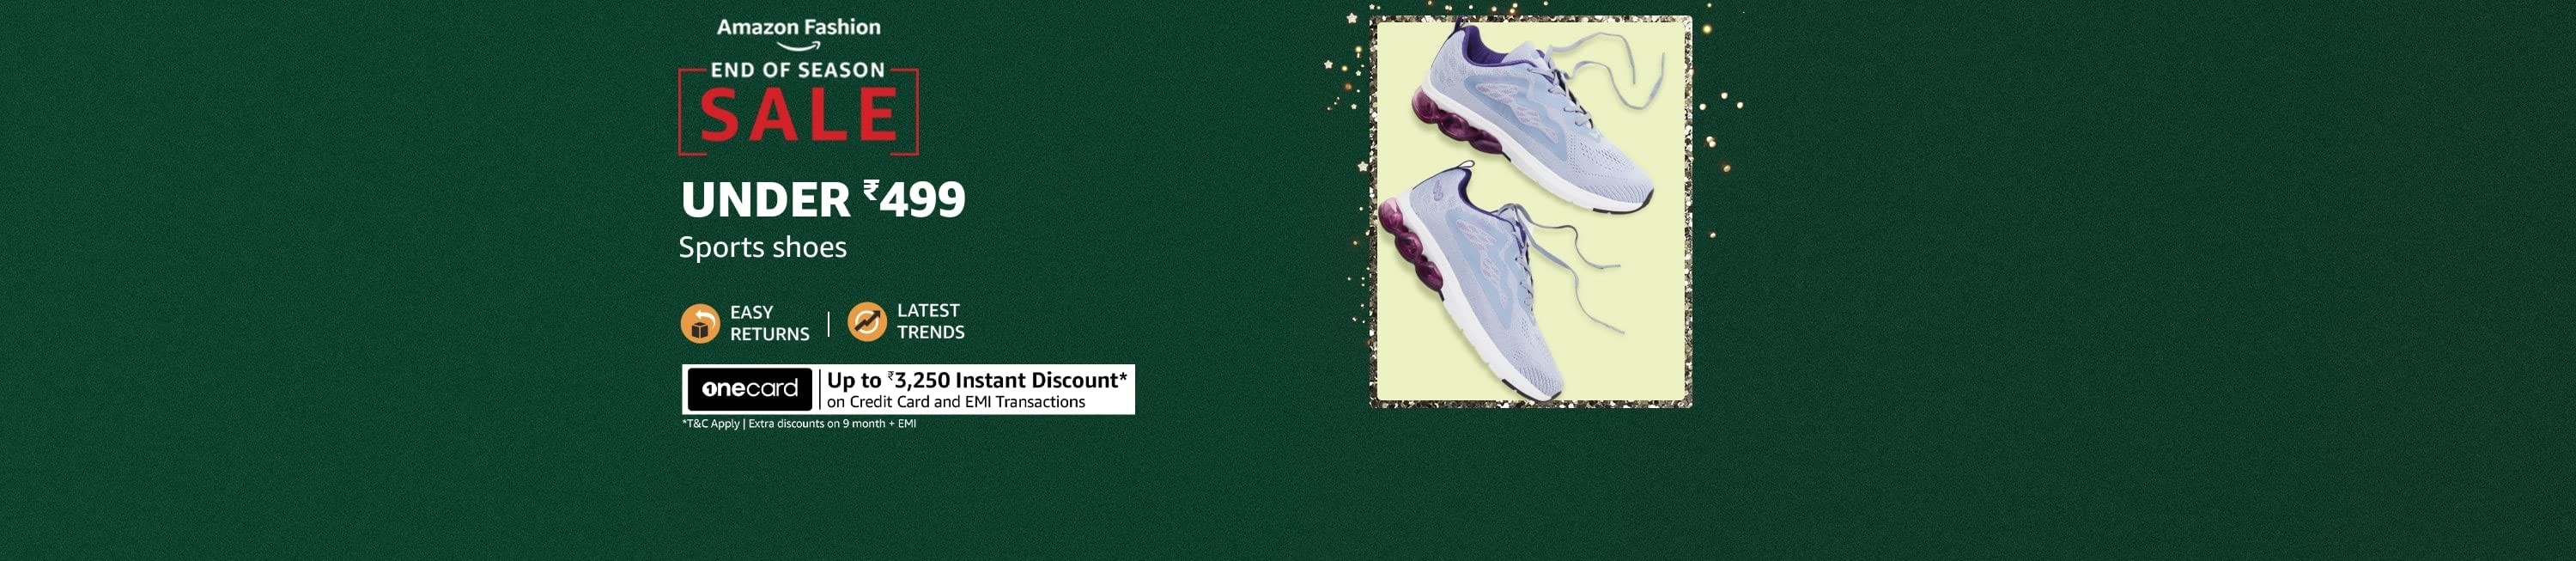 Amazon Fashion
END OF SEASON
SALE
UNDER ₹499
Sports shoes
EASY
RETURNS
LATEST
TRENDS
onecard
Up to ₹3,250 Instant Discount*
on Credit Card and EMI Transactions
*T&C Apply | Extra discounts on 9 month + EMI